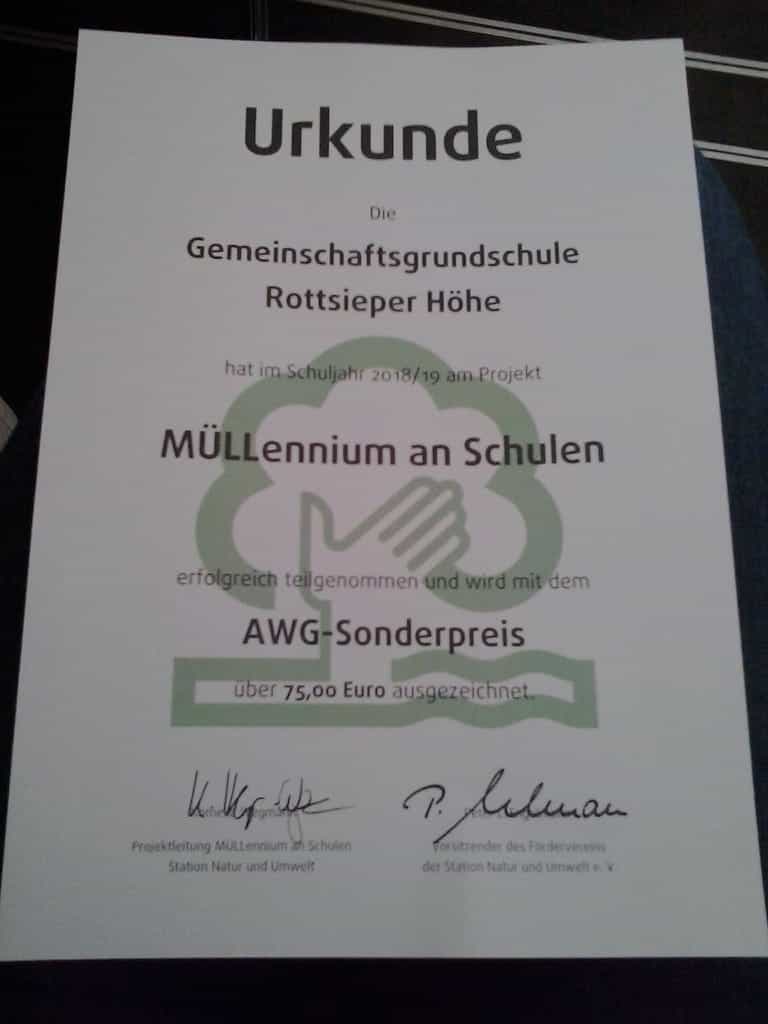 Urkunde
Die
Gemeinschaftsgrundschule
Rottsieper Höhe
hat im Schuljahr 2018/19 am Projekt
MÜLLennium an Schulen
erfolgreich teilgenommen und wird mit dem
AWG-Sonderpreis
über 75,00 Euro ausgezeichnet.
Projektleitung MÜLLennium an Schulen
Station Natur und Umwelt
Vorsitzender des Fördervereins
der Station Natur und Umwelt e. V.